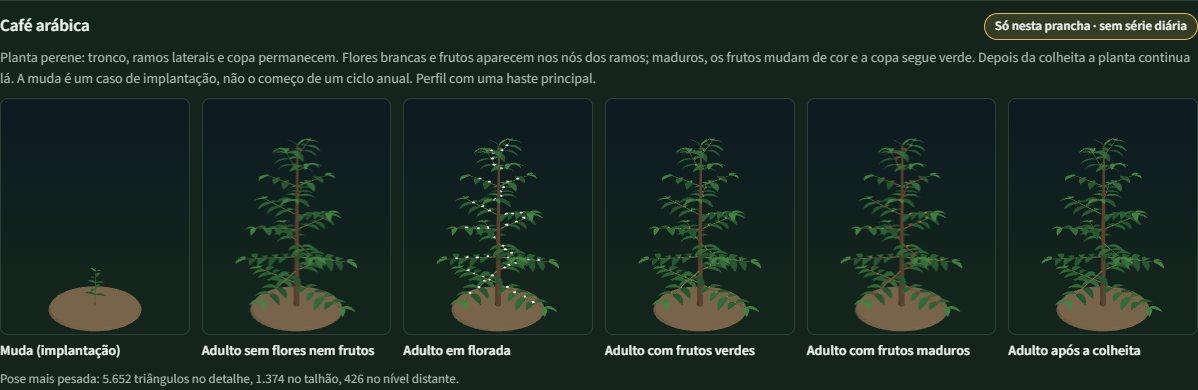 Café arábica
Só nesta prancha · sem série diária
Planta perene: tronco, ramos laterais e copa permanecem. Flores brancas e frutos aparecem nos nós dos ramos; maduros, os frutos mudam de cor e a copa segue verde. Depois da colheita a planta continua
lá. A muda é um caso de implantação, não o começo de um ciclo anual. Perfil com uma haste principal.
Muda (implantação)
Adulto sem flores nem frutos
Adulto em florada
Adulto com frutos verdes
Adulto com frutos maduros
Adulto após a colheita
Pose mais pesada: 5.652 triângulos no detalhe, 1.374 no talhão, 426 no nível distante.